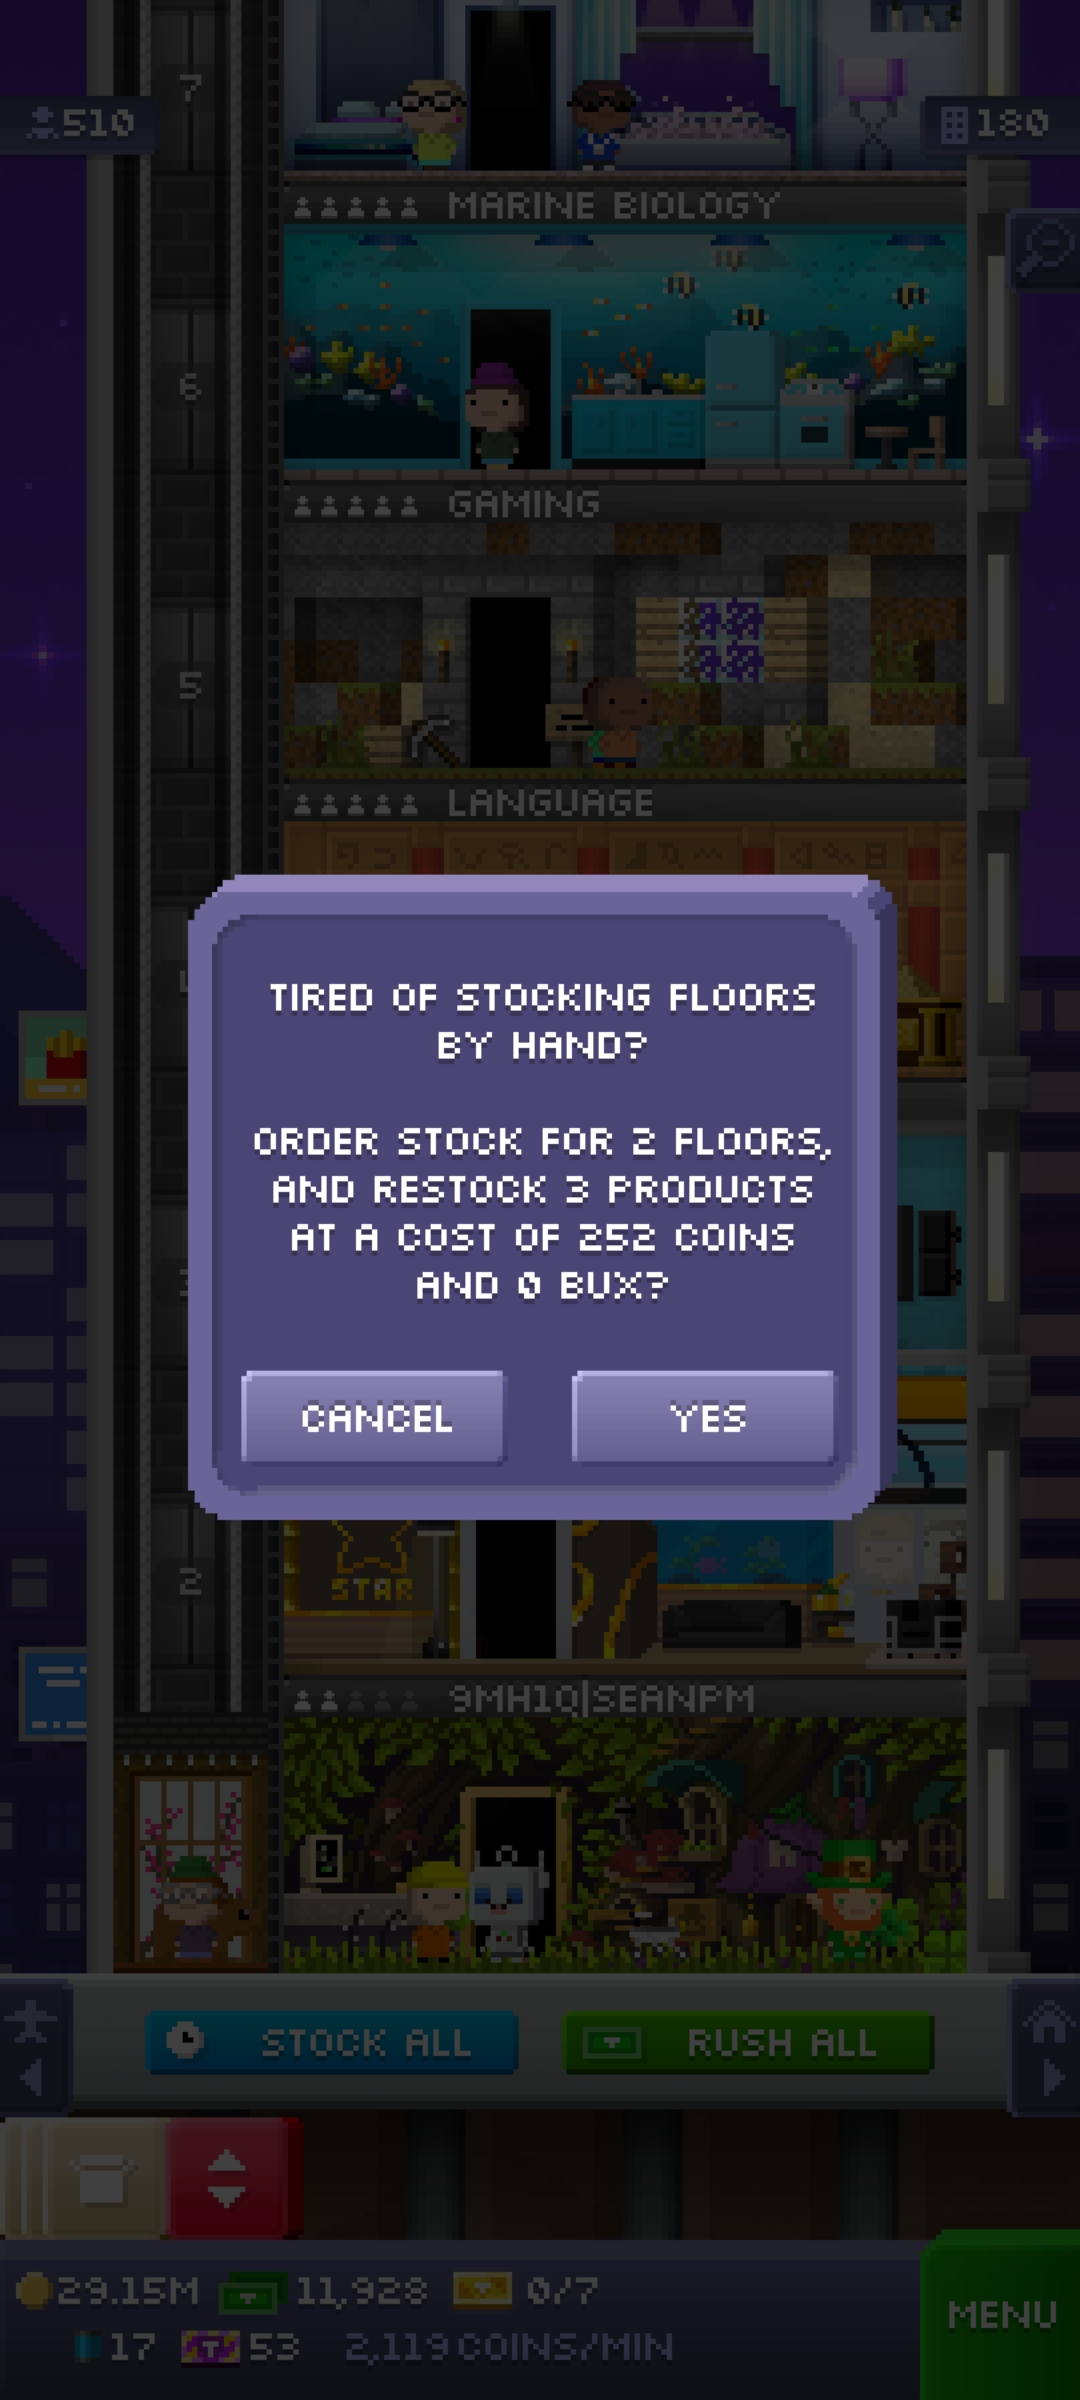 7
510
180
MARINE BIOLOGY
6
GAMING
5
LANGUAGE
TIRED OF STOCKING FLOORS
BY HAND?
ORDER STOCK FOR 2 FLOORS,
AND RESTOCK 3 PRODUCTS
AT A COST OF 252 COINS
AND 0 BUX?
CANCEL
YES
2
STAR
9MH1Q|SEANPM
STOCK ALL
RUSH ALL
29.15M
11,928
0/7
MENU
17
T
53
2,119 COINS/MIN